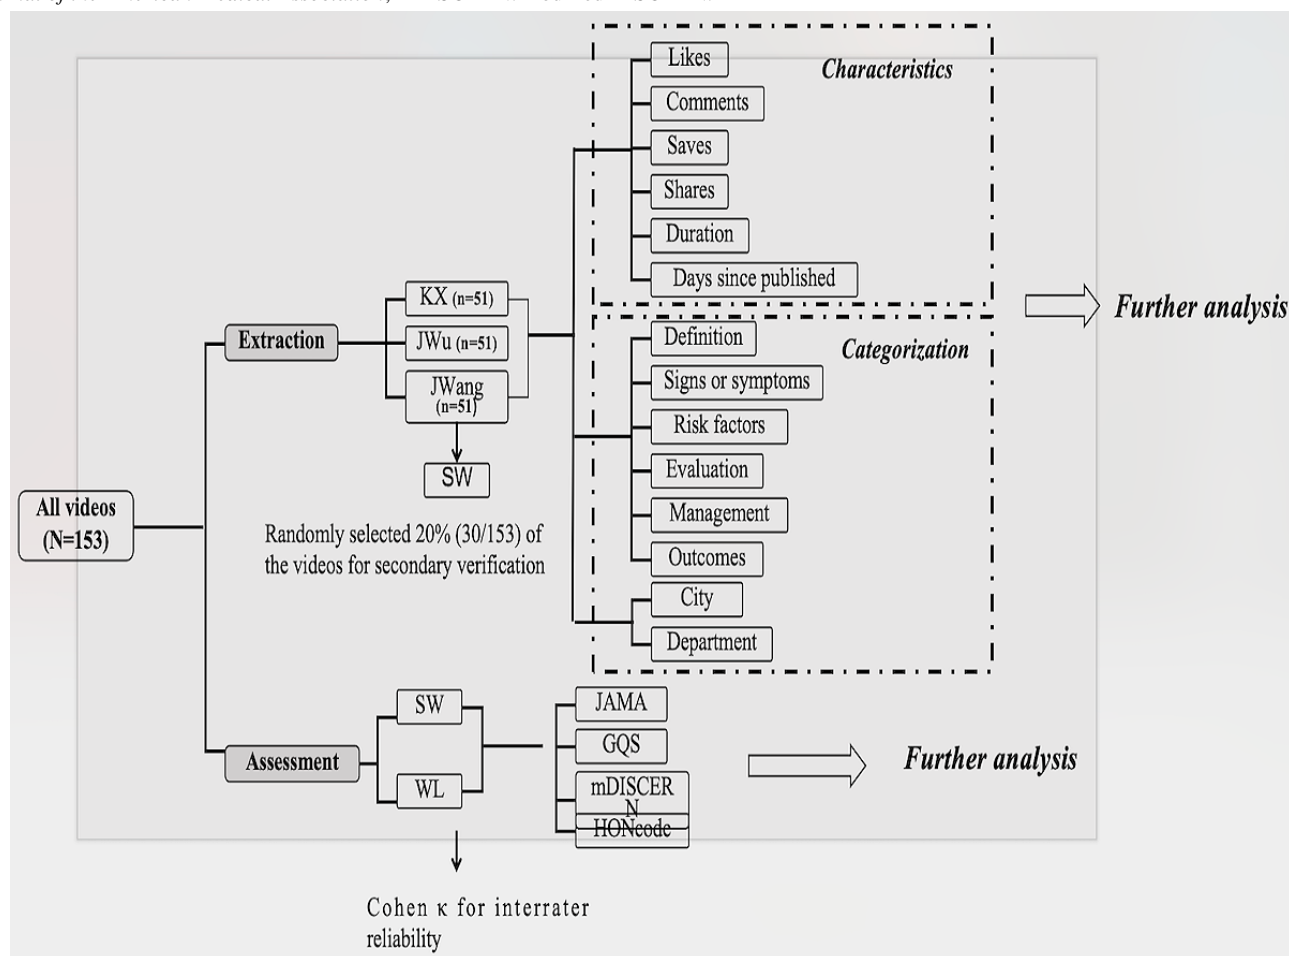 Likes
Characteristics
Comments
Saves
Shares
Duration
Days since published
KX (n=51)
JWu (n=51)
JWang
(n=51)
SW
Extraction
Further analysis
Definition
Categorization
Signs or symptoms
Risk factors
Evaluation
Management
Outcomes
City
Department
All videos
(N=153)
Randomly selected 20% (30/153) of
the videos for secondary verification
Assessment
SW
WL
JAMA
GQS
mDISCER
N
HONcode
Further analysis
Cohen κ for interrater
reliability